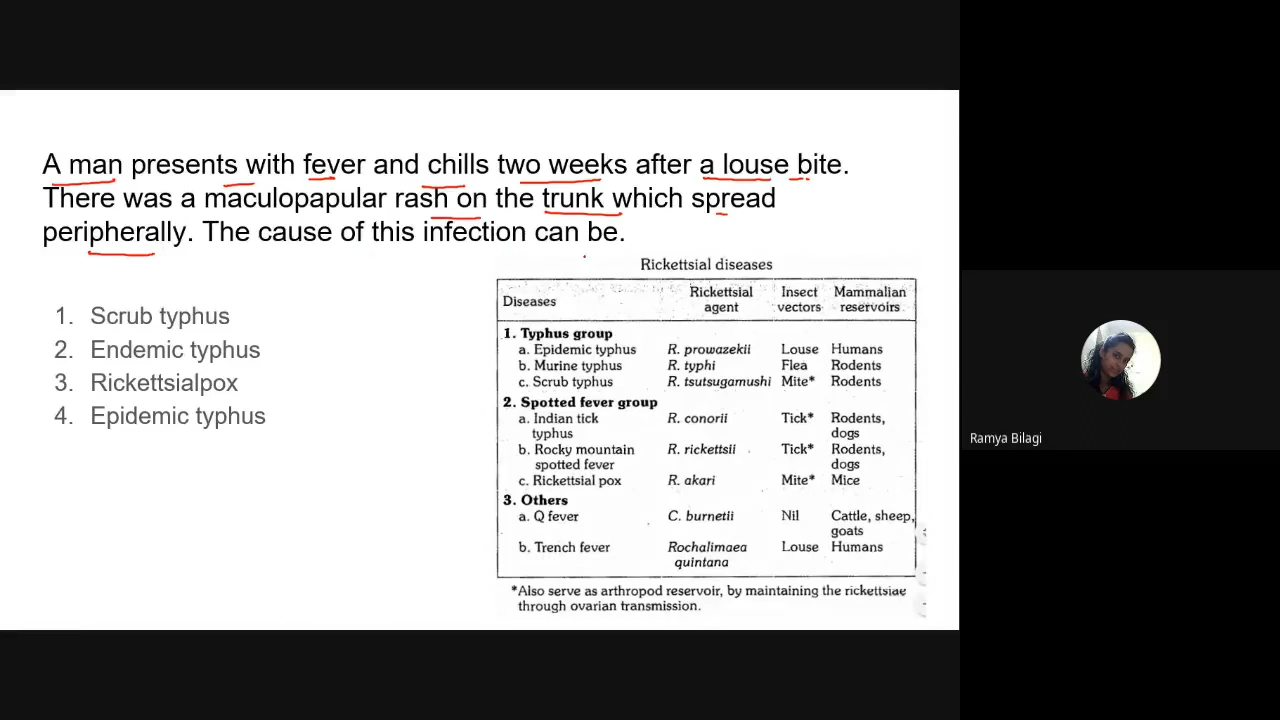 A man presents with fever and chills two weeks after a louse bite.
There was a maculopapular rash on the trunk which spread
peripherally. The cause of this infection can be.
1. Scrub typhus
2. Endemic typhus
3. Rickettsialpox
4. Epidemic typhus
Rickettsial diseases
Diseases Rickettsial agent Insect vectors Mammalian reservoirs
1. Typhus group
a. Epidemic typhus R. prowazekii Louse Humans
b. Murine typhus R. typhi Flea Rodents
c. Scrub typhus R. tsutsugamushi Mite* Rodents
2. Spotted fever group
a. Indian tick R. conorii Tick* Rodents,
typhus dogs
b. Rocky mountain R. rickettsii Tick* Rodents,
spotted fever dogs
c. Rickettsial pox R. akari Mite* Mice
3. Others
a. Q fever C. burnetii Nil Cattle, sheep,
goats
b. Trench fever Rochalimaea Louse Humans
quintana
*Also serve as arthropod reservoir, by maintaining the rickettsiae
through ovarian transmission.
Ramya Bilagi